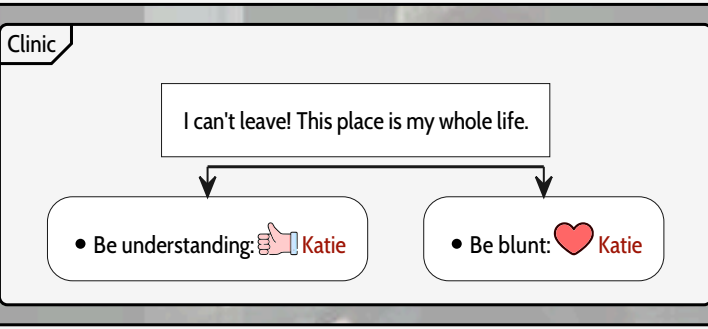 Clinic
I can't leave! This place is my whole life.
• Be understanding: Katie
• Be blunt: Katie